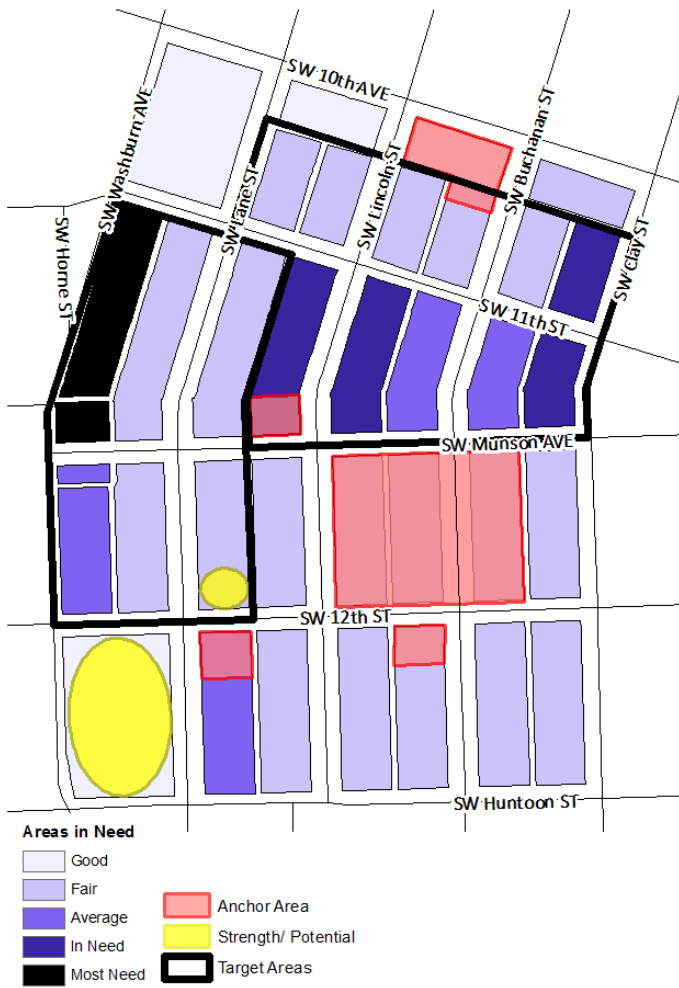 SW 10th AVE
SW Washburn AVE
SW Buchanan ST
SW Lane ST
SW Lincoln ST
SW Horne ST
SW Clay ST
SW 11th ST
SW Munson AVE
SW 12th ST
SW Huntoon ST
Areas in Need
Good
Fair
Average
In Need
Most Need
Anchor Area
Strength/ Potential
Target Areas